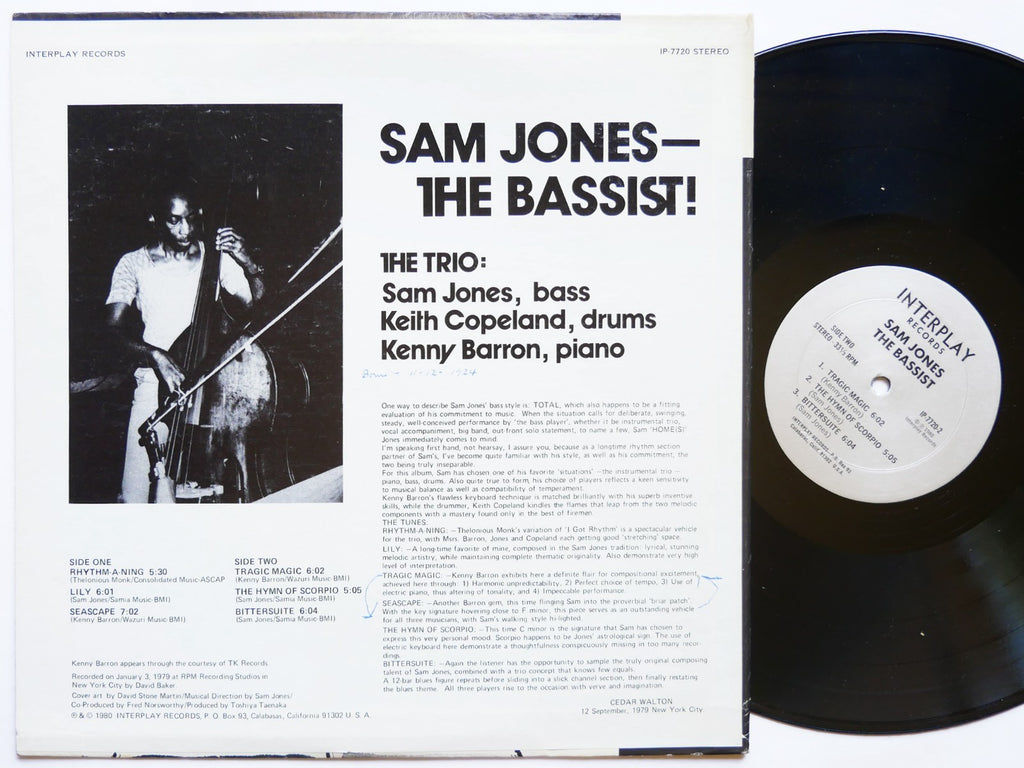 INTERPLAY RECORDS
IP-7720 STEREO
SAM JONES—
THE BASSIST!
THE TRIO:
Sam Jones, bass
Keith Copeland, drums
Kenny Barron, piano
Born - 11-12-1924
One way to describe Sam Jones' bass style is: TOTAL, which also happens to be a fitting
evaluation of his commitment to music. When the situation calls for deliberate, swinging,
steady, well-conceived performance by 'the bass player', whether it be instrumental trio,
vocal accompaniment, big band, out-front solo statement, to name a few, Sam 'HOME(S)'
Jones immediately comes to mind.
I'm speaking first hand, not hearsay, I assure you, because as a longtime rhythm section
partner of Sam's, I've become quite familiar with his style, as well as his commitment, the
two being truly inseparable.
For this album, Sam has chosen one of his favorite 'situations' —the instrumental trio —
piano, bass, drums. Also quite true to form, his choice of players reflects a keen sensitivity
to musical balance as well as compatibility of temperament.
Kenny Barron's flawless keyboard technique is matched brilliantly with his superb inventive
skills, while the drummer, Keith Copeland kindles the flames that leap from the two melodic
components with a mastery found only in the best of firemen.
THE TUNES:
RHYTHM-A-NING: —Thelonious Monk's variation of 'I Got Rhythm' is a spectacular vehicle
for the trio, with Msrs. Barron, Jones and Copeland each getting good 'stretching' space.
LILY: —A long-time favorite of mine, composed in the Sam Jones tradition: lyrical, stunning
melodic artistry, while maintaining complete thematic originality. Also demonstrate very high
level of interpretation.
TRAGIC MAGIC: —Kenny Barron exhibits here a definite flair for compositional excitement,
achieved here through: 1) Harmonic unpredictability, 2) Perfect choice of tempo, 3) Use of
electric piano, thus altering of tonality, and 4) Impeccable performance.
SEASCAPE: —Another Barron gem, this time flinging Sam into the proverbial 'briar patch'.
With the key signature hovering close to F minor, this piece serves as an outstanding vehicle
for all three musicians, with Sam's walking style hi-lighted.
THE HYMN OF SCORPIO: —This time C minor is the signature that Sam has chosen to
express this very personal mood. Scorpio happens to be Jones' astrological sign. The use of
electric keyboard here demonstrate a thoughtfulness conspicuously missing in too many recor-
dings.
BITTERSUITE: —Again the listener has the opportunity to sample the truly original composing
talent of Sam Jones, combined with a trio concept that knows few equals.
A 12-bar blues figure repeats before sliding into a slick channel section, then finally restating
the blues theme. All three players rise to the occasion with verve and imagination.
CEDAR WALTON
12 September, 1979 New York City.
SIDE ONE
RHYTHM-A-NING 5:30
(Thelonious Monk/Consolidated Music-ASCAP
LILY 6:01
(Sam Jones/Samia Music-BMI)
SEASCAPE 7:02
(Kenny Barron/Wazuri Music-BMI)
SIDE TWO
TRAGIC MAGIC 6:02
(Kenny Barron/Wazuri Music-BMI)
THE HYMN OF SCORPIO 5:05
(Sam Jones/Samia Music-BMI)
BITTERSUITE 6:04
(Sam Jones/Samia Music-BMI)
Kenny Barron appears through the courtesy of TK Records
Recorded on January 3, 1979 at RPM Recording Studios in
New York City by David Baker
Cover art by David Stone Martin/Musical Direction by Sam Jones/
Co-Produced by Fred Norsworthy/Produced by Toshiya Taenaka
℗ & © 1980 INTERPLAY RECORDS, P. O. Box 93, Calabasas, California 91302 U. S. A.
INTERPLAY
RECORDS
SAM JONES
THE BASSIST
SIDE TWO
STEREO 33⅓ RPM
IP-7720-2
1. TRAGIC MAGIC 6:02
(Kenny Barron)
2. THE HYMN OF SCORPIO 5:05
(Sam Jones)
3. BITTERSUITE 6:04
(Sam Jones)
INTERPLAY RECORDS, P.O. Box 93
CALABASAS, CALIF. 91302 U.S.A.